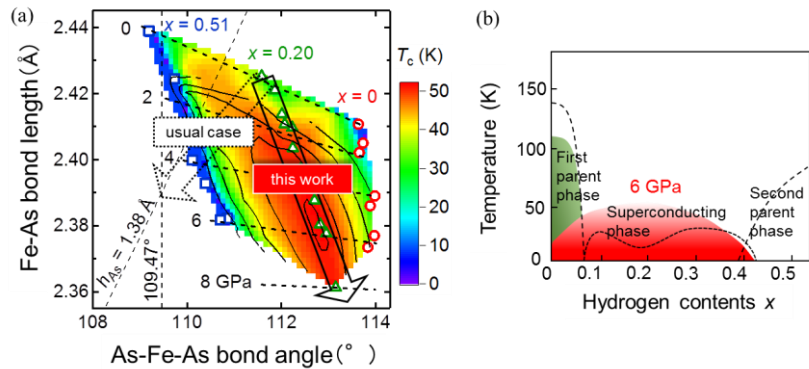 (a)
x = 0.51
x = 0.20
x = 0
Tc (K)
2.44
2.42
2.40
2.38
2.36
Fe-As bond length(Å)
0
2
4
6
8 GPa
usual case
this work
hAs = 1.38 Å
109.47°
50
40
30
20
10
0
108
110
112
114
As-Fe-As bond angle(°)
(b)
Temperature (K)
150
100
50
0
First
parent
phase
6 GPa
Superconducting
phase
Second
parent
phase
0
0.1
0.2
0.3
0.4
0.5
Hydrogen contents x